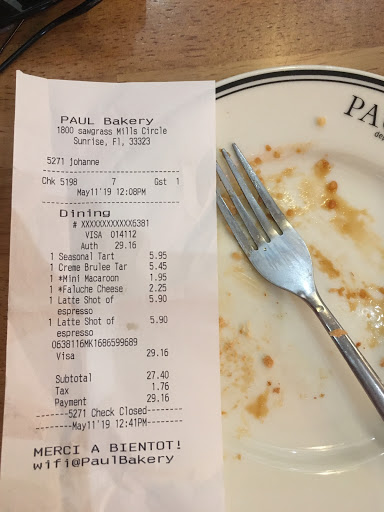 PAUL Bakery
1800 sawgrass Mills Circle
Sunrise, Fl, 33323
5271 johanne
Chk 5198 7 Gst 1
May11'19 12:08PM
Dining
# XXXXXXXXXXXX6381
VISA 014112
Auth 29.16
1 Seasonal Tart 5.95
1 Creme Brulee Tar 5.45
1 *Mini Macaroon 1.95
1 *Faluche Cheese 2.25
1 Latte Shot of 5.90
espresso
1 Latte Shot of 5.90
espresso
0638116MK1686599689
Visa 29.16
Subtotal 27.40
Tax 1.76
Payment 29.16
-------5271 Check Closed-------
--------May11'19 12:41PM--------
MERCI A BIENTOT!
wifi@PaulBakery